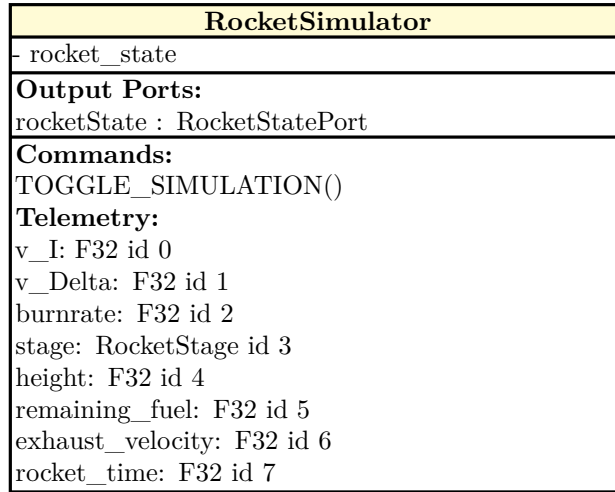 RocketSimulator
- rocket_state
Output Ports:
rocketState : RocketStatePort
Commands:
TOGGLE_SIMULATION()
Telemetry:
v_I: F32 id 0
v_Delta: F32 id 1
burnrate: F32 id 2
stage: RocketStage id 3
height: F32 id 4
remaining_fuel: F32 id 5
exhaust_velocity: F32 id 6
rocket_time: F32 id 7